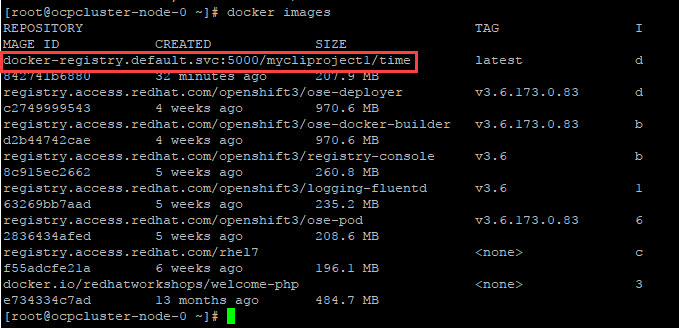 [root@ocpcluster-node-0 ~]# docker images
REPOSITORY TAG I
MAGE ID CREATED SIZE
docker-registry.default.svc:5000/mycliproject1/time latest d
842741b6880 32 minutes ago 207.9 MB
registry.access.redhat.com/openshift3/ose-deployer v3.6.173.0.83 d
c2749999543 4 weeks ago 970.6 MB
registry.access.redhat.com/openshift3/ose-docker-builder v3.6.173.0.83 b
d2b44742cae 4 weeks ago 970.6 MB
registry.access.redhat.com/openshift3/registry-console v3.6 b
8c915ec2662 5 weeks ago 260.8 MB
registry.access.redhat.com/openshift3/logging-fluentd v3.6 1
63269bb7aad 5 weeks ago 235.2 MB
registry.access.redhat.com/openshift3/ose-pod v3.6.173.0.83 6
2836434afed 5 weeks ago 208.6 MB
registry.access.redhat.com/rhel7 <none> c
f55adcfe21a 6 weeks ago 196.1 MB
docker.io/redhatworkshops/welcome-php <none> 3
e734334c7ad 13 months ago 484.7 MB
[root@ocpcluster-node-0 ~]#